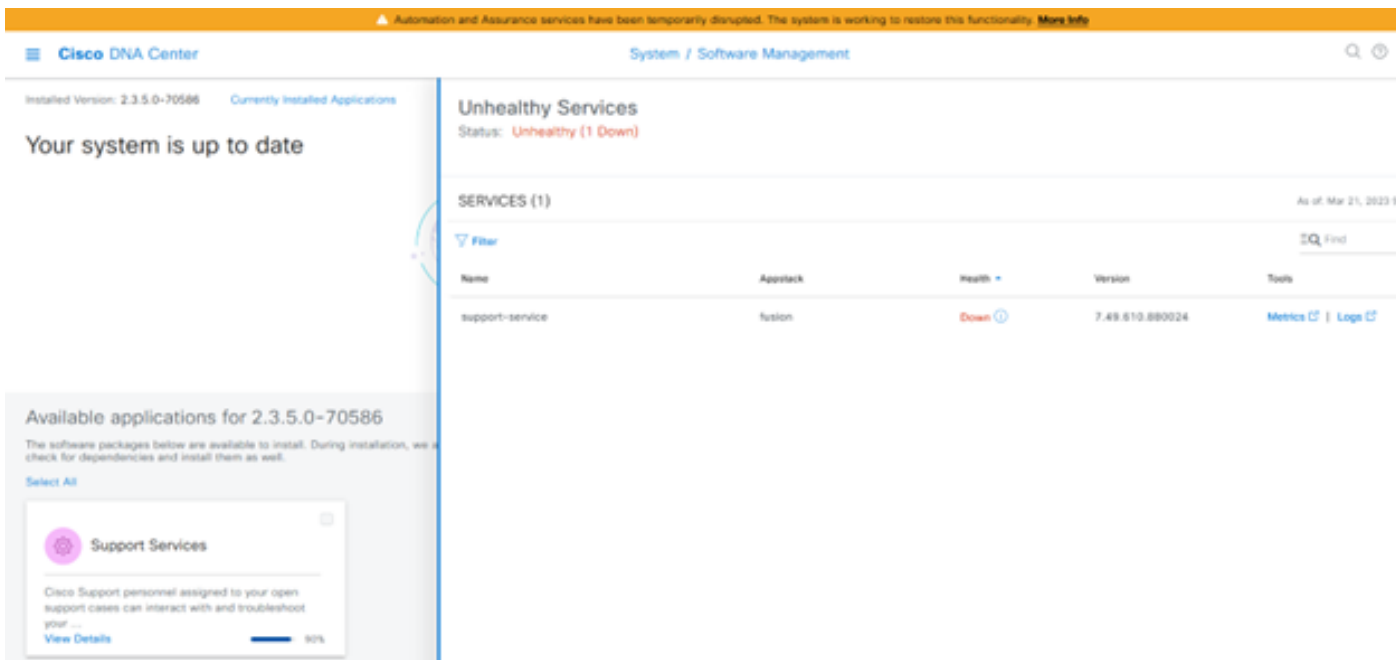 Automation and Assurance services have been temporarily disrupted. The system is working to restore this functionality. More Info
Cisco DNA Center
System / Software Management
Installed Version: 2.3.5.0-70586 Currently Installed Applications
Your system is up to date
Available applications for 2.3.5.0-70586
The software packages below are available to install. During installation, we
check for dependencies and install them as well.
Select All
Support Services
Cisco Support personnel assigned to your open
support cases can interact with and troubleshoot
your ...
View Details 90%
Unhealthy Services
Status: Unhealthy (1 Down)
SERVICES (1)
As of: Mar 21, 2023
Filter
Find
Name Appstack Health Version Tools
support-service fusion Down 7.49.610.880024 Metrics | Logs